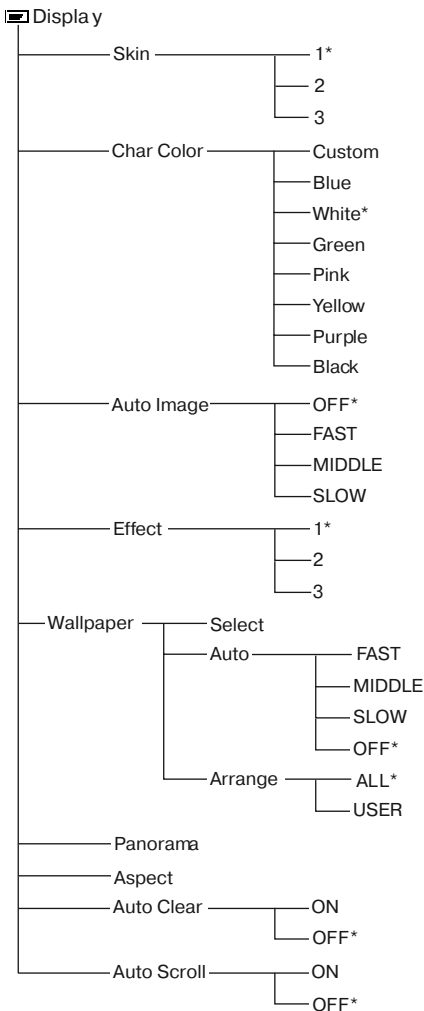 Display
Skin 1*
2
3
Char Color Custom
Blue
White*
Green
Pink
Yellow
Purple
Black
Auto Image OFF*
FAST
MIDDLE
SLOW
Effect 1*
2
3
Wallpaper Select
Auto FAST
MIDDLE
SLOW
OFF*
Arrange ALL*
USER
Panorama
Aspect
Auto Clear ON
OFF*
Auto Scroll ON
OFF*